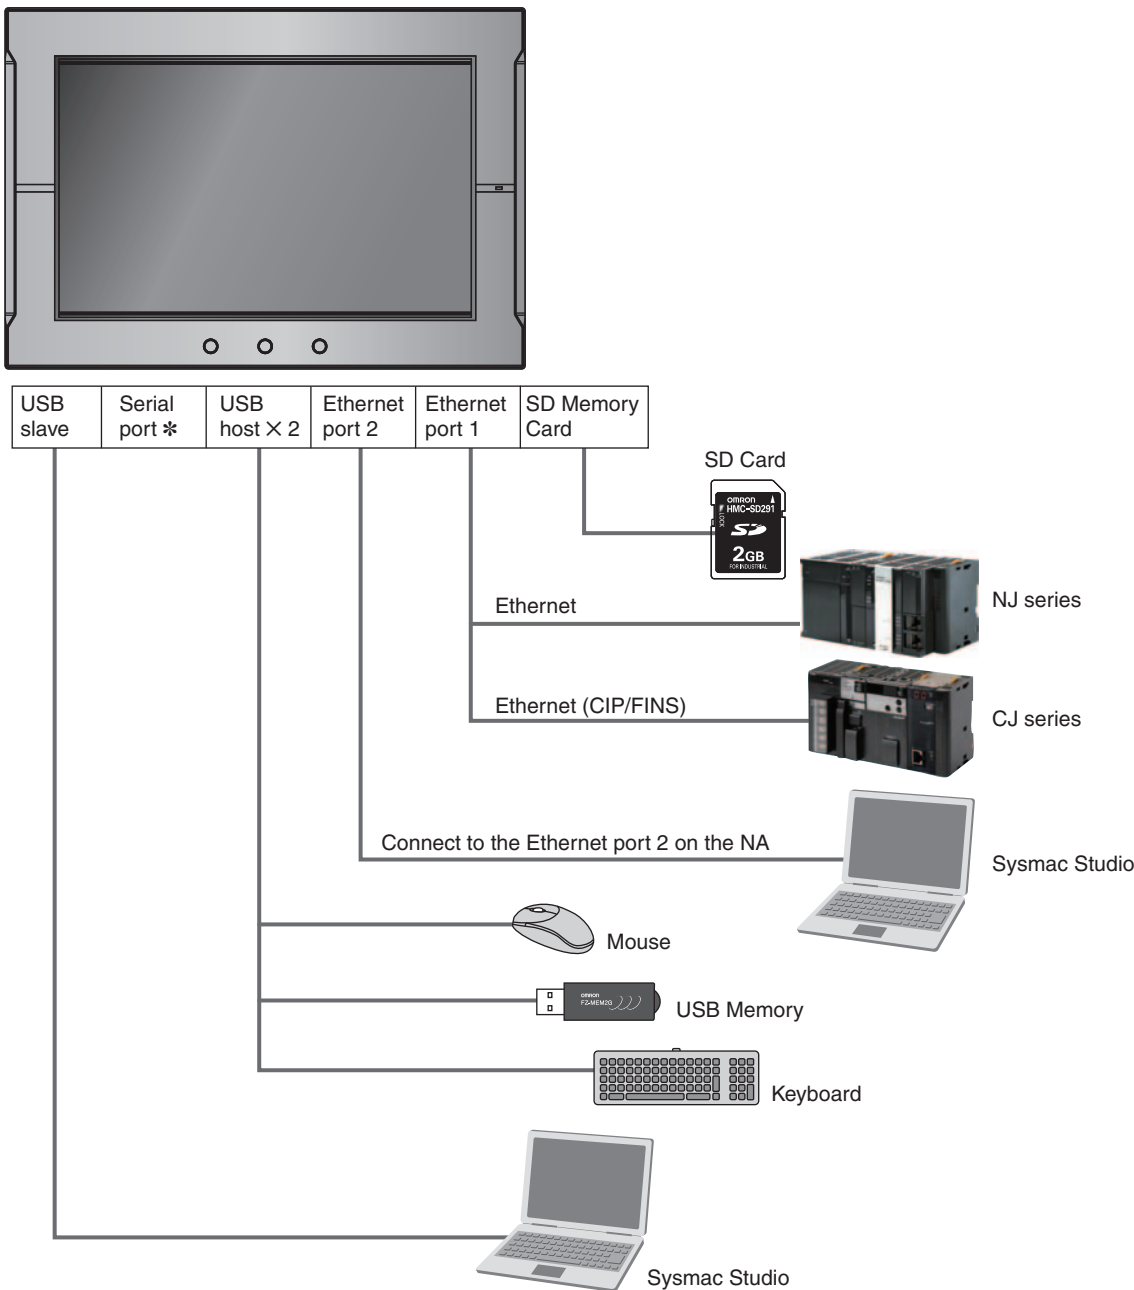 USB
slave
Serial
port ✽
USB
host × 2
Ethernet
port 2
Ethernet
port 1
SD Memory
Card
SD Card
OMRON
HMC-SD291
LOCK
SD
2GB
FOR INDUSTRIAL
Ethernet
NJ series
Ethernet (CIP/FINS)
CJ series
Connect to the Ethernet port 2 on the NA
Sysmac Studio
Mouse
OMRON
FZ-MEM2G
USB Memory
Keyboard
Sysmac Studio